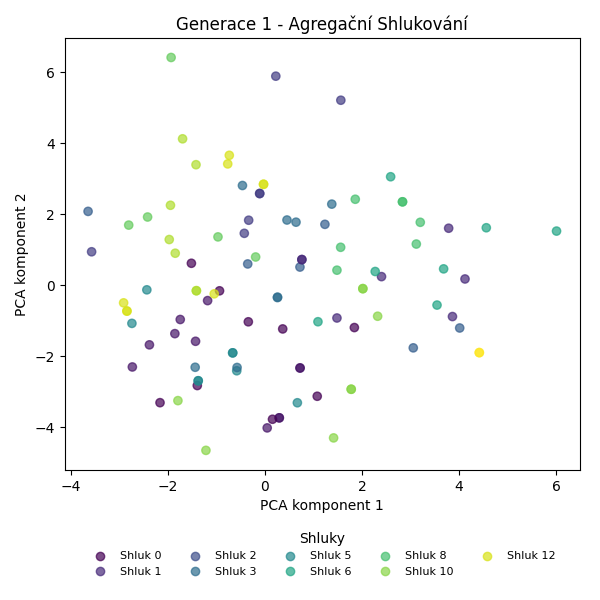 Generace 1 - Agregační Shlukování
PCA komponent 2
6
4
2
0
−2
−4
−4
−2
0
2
4
6
PCA komponent 1
Shluky
Shluk 0
Shluk 2
Shluk 5
Shluk 8
Shluk 12
Shluk 1
Shluk 3
Shluk 6
Shluk 10